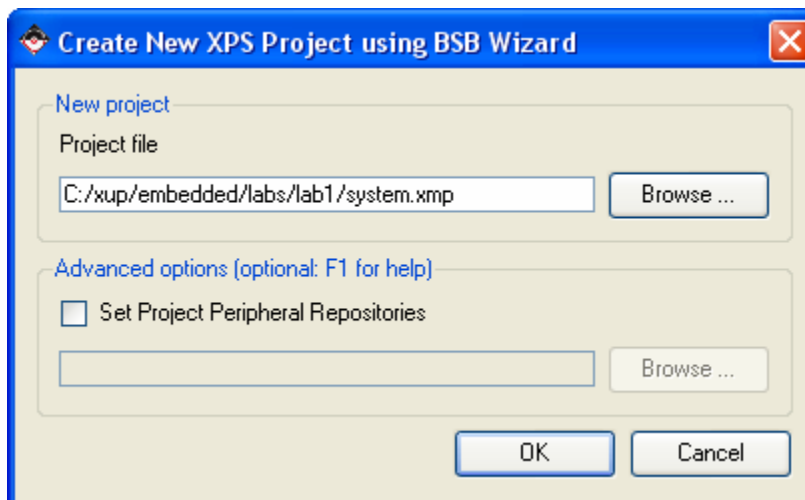 Create New XPS Project using BSB Wizard
New project
Project file
C:/xup/embedded/labs/lab1/system.xmp
Browse ...
Advanced options (optional: F1 for help)
Set Project Peripheral Repositories
Browse ...
OK
Cancel